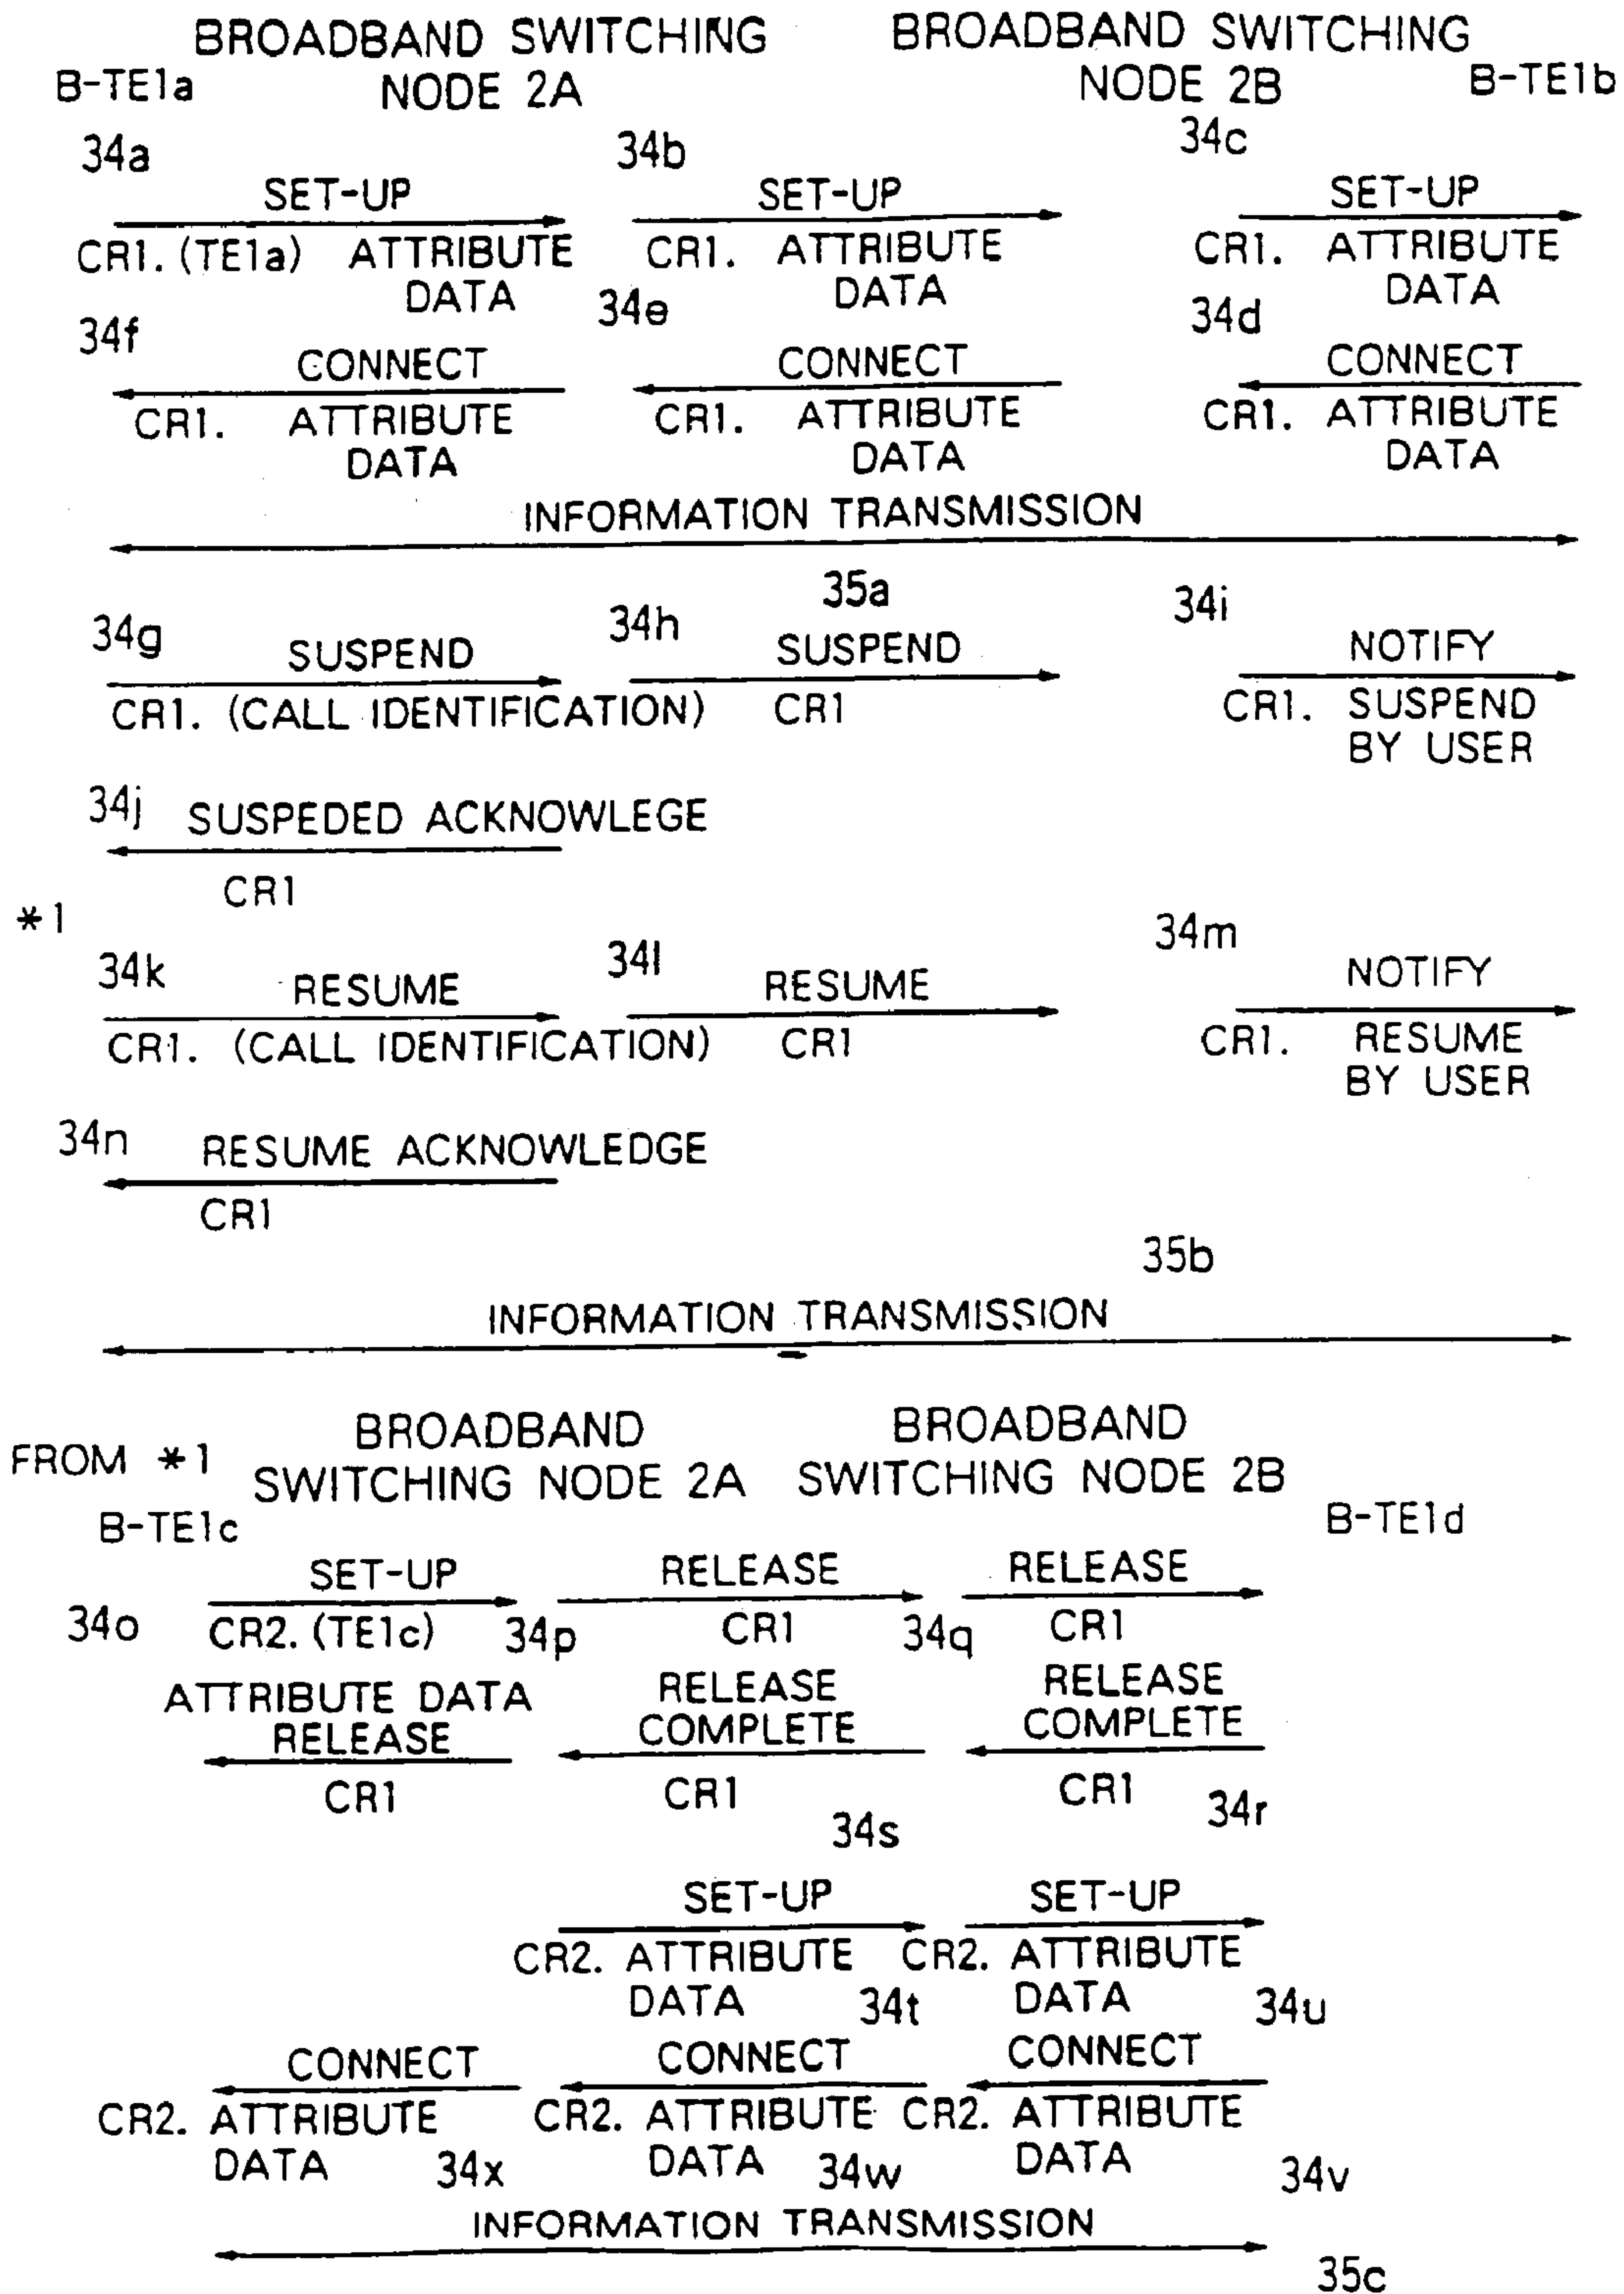 BROADBAND SWITCHING NODE 2A
BROADBAND SWITCHING NODE 2B
B-TE1a
B-TE1b
34a
34b
34c
SET-UP
SET-UP
SET-UP
CR1. (TE1a) ATTRIBUTE DATA
CR1. ATTRIBUTE DATA
CR1. ATTRIBUTE DATA
34f
34e
34d
CONNECT
CONNECT
CONNECT
CR1. ATTRIBUTE DATA
CR1. ATTRIBUTE DATA
CR1. ATTRIBUTE DATA
INFORMATION TRANSMISSION
35a
34g
34h
34i
SUSPEND
SUSPEND
NOTIFY
CR1. (CALL IDENTIFICATION)
CR1
CR1. SUSPEND BY USER
34j
SUSPEDED ACKNOWLEGE
CR1
*1
34k
34l
34m
RESUME
RESUME
NOTIFY
CR1. (CALL IDENTIFICATION)
CR1
CR1. RESUME BY USER
34n
RESUME ACKNOWLEDGE
CR1
35b
INFORMATION TRANSMISSION
FROM *1
BROADBAND SWITCHING NODE 2A
BROADBAND SWITCHING NODE 2B
B-TE1c
B-TE1d
SET-UP
RELEASE
RELEASE
34o
CR2. (TE1c)
34p
CR1
34q
CR1
ATTRIBUTE DATA
RELEASE
RELEASE COMPLETE
RELEASE COMPLETE
CR1
CR1
CR1
34r
34s
SET-UP
SET-UP
CR2. ATTRIBUTE DATA
CR2. ATTRIBUTE DATA
34t
34u
CONNECT
CONNECT
CONNECT
CR2. ATTRIBUTE DATA
CR2. ATTRIBUTE DATA
CR2. ATTRIBUTE DATA
34x
34w
34v
INFORMATION TRANSMISSION
35c